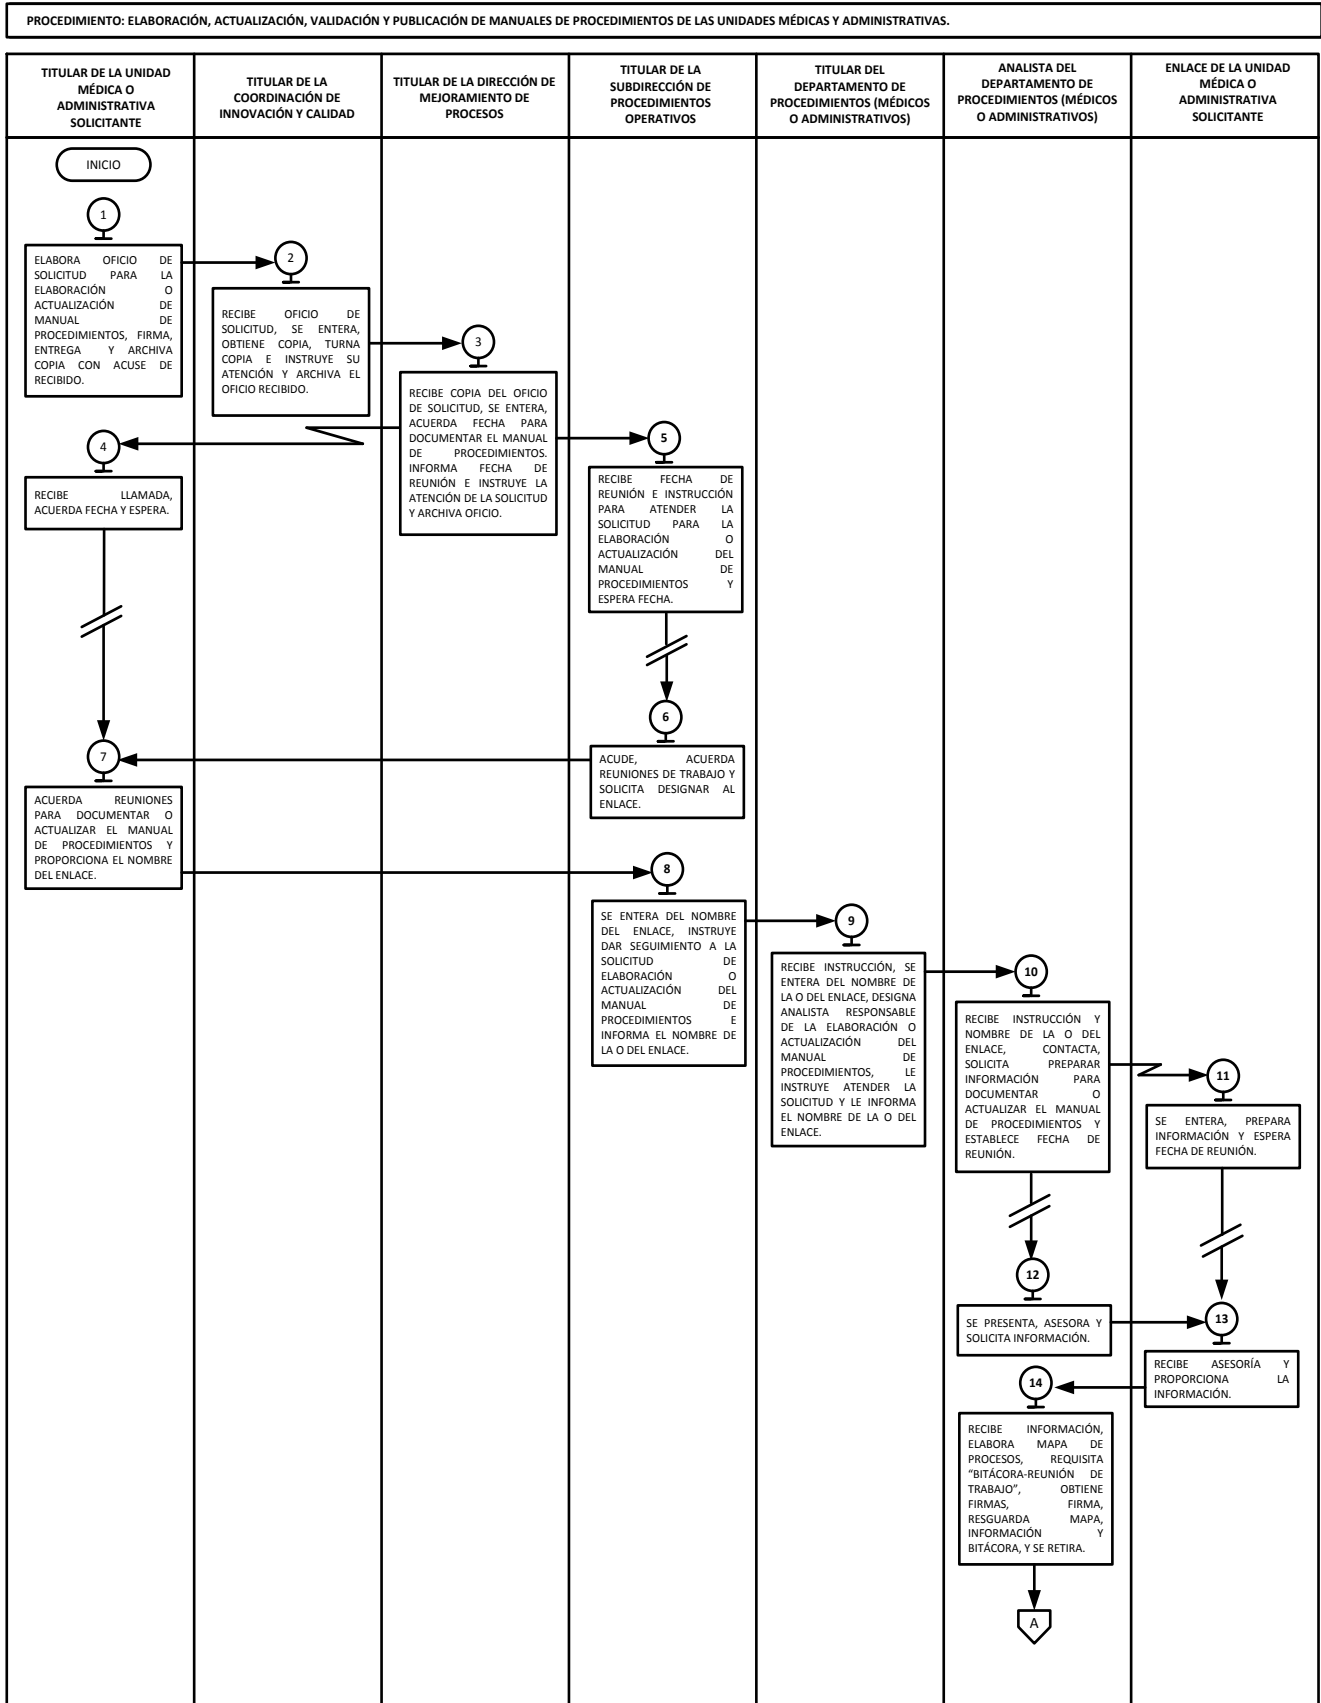 PROCEDIMIENTO: ELABORACIÓN, ACTUALIZACIÓN, VALIDACIÓN Y PUBLICACIÓN DE MANUALES DE PROCEDIMIENTOS DE LAS UNIDADES MÉDICAS Y ADMINISTRATIVAS.
TITULAR DE LA UNIDAD
MÉDICA O
ADMINISTRATIVA
SOLICITANTE
TITULAR DE LA
COORDINACIÓN DE
INNOVACIÓN Y CALIDAD
TITULAR DE LA DIRECCIÓN DE
MEJORAMIENTO DE
PROCESOS
TITULAR DE LA
SUBDIRECCIÓN DE
PROCEDIMIENTOS
OPERATIVOS
TITULAR DEL
DEPARTAMENTO DE
PROCEDIMIENTOS (MÉDICOS
O ADMINISTRATIVOS)
ANALISTA DEL
DEPARTAMENTO DE
PROCEDIMIENTOS (MÉDICOS
O ADMINISTRATIVOS)
ENLACE DE LA UNIDAD
MÉDICA O
ADMINISTRATIVA
SOLICITANTE
INICIO
1
ELABORA OFICIO DE
SOLICITUD PARA LA
ELABORACIÓN O
ACTUALIZACIÓN DE
MANUAL DE
PROCEDIMIENTOS, FIRMA,
ENTREGA Y ARCHIVA
COPIA CON ACUSE DE
RECIBIDO.
2
RECIBE OFICIO DE
SOLICITUD, SE ENTERA,
OBTIENE COPIA, TURNA
COPIA E INSTRUYE SU
ATENCIÓN Y ARCHIVA EL
OFICIO RECIBIDO.
3
RECIBE COPIA DEL OFICIO
DE SOLICITUD, SE ENTERA,
ACUERDA FECHA PARA
DOCUMENTAR EL MANUAL
DE PROCEDIMIENTOS.
INFORMA FECHA DE
REUNIÓN E INSTRUYE LA
ATENCIÓN DE LA SOLICITUD
Y ARCHIVA OFICIO.
4
RECIBE LLAMADA,
ACUERDA FECHA Y ESPERA.
5
RECIBE FECHA DE
REUNIÓN E INSTRUCCIÓN
PARA ATENDER LA
SOLICITUD PARA LA
ELABORACIÓN O
ACTUALIZACIÓN DEL
MANUAL DE
PROCEDIMIENTOS Y
ESPERA FECHA.
6
ACUDE, ACUERDA
REUNIONES DE TRABAJO Y
SOLICITA DESIGNAR AL
ENLACE.
7
ACUERDA REUNIONES
PARA DOCUMENTAR O
ACTUALIZAR EL MANUAL
DE PROCEDIMIENTOS Y
PROPORCIONA EL NOMBRE
DEL ENLACE.
8
SE ENTERA DEL NOMBRE
DEL ENLACE, INSTRUYE
DAR SEGUIMIENTO A LA
SOLICITUD DE
ELABORACIÓN O
ACTUALIZACIÓN DEL
MANUAL DE
PROCEDIMIENTOS E
INFORMA EL NOMBRE DE
LA O DEL ENLACE.
9
RECIBE INSTRUCCIÓN, SE
ENTERA DEL NOMBRE DE
LA O DEL ENLACE, DESIGNA
ANALISTA RESPONSABLE
DE LA ELABORACIÓN O
ACTUALIZACIÓN DEL
MANUAL DE
PROCEDIMIENTOS, LE
INSTRUYE ATENDER LA
SOLICITUD Y LE INFORMA
EL NOMBRE DE LA O DEL
ENLACE.
10
RECIBE INSTRUCCIÓN Y
NOMBRE DE LA O DEL
ENLACE, CONTACTA,
SOLICITA PREPARAR
INFORMACIÓN PARA
DOCUMENTAR O
ACTUALIZAR EL MANUAL
DE PROCEDIMIENTOS Y
ESTABLECE FECHA DE
REUNIÓN.
11
SE ENTERA, PREPARA
INFORMACIÓN Y ESPERA
FECHA DE REUNIÓN.
12
SE PRESENTA, ASESORA Y
SOLICITA INFORMACIÓN.
13
RECIBE ASESORÍA Y
PROPORCIONA LA
INFORMACIÓN.
14
RECIBE INFORMACIÓN,
ELABORA MAPA DE
PROCESOS, REQUISITA
“BITÁCORA-REUNIÓN DE
TRABAJO”, OBTIENE
FIRMAS, FIRMA,
RESGUARDA MAPA,
INFORMACIÓN Y
BITÁCORA, Y SE RETIRA.
A